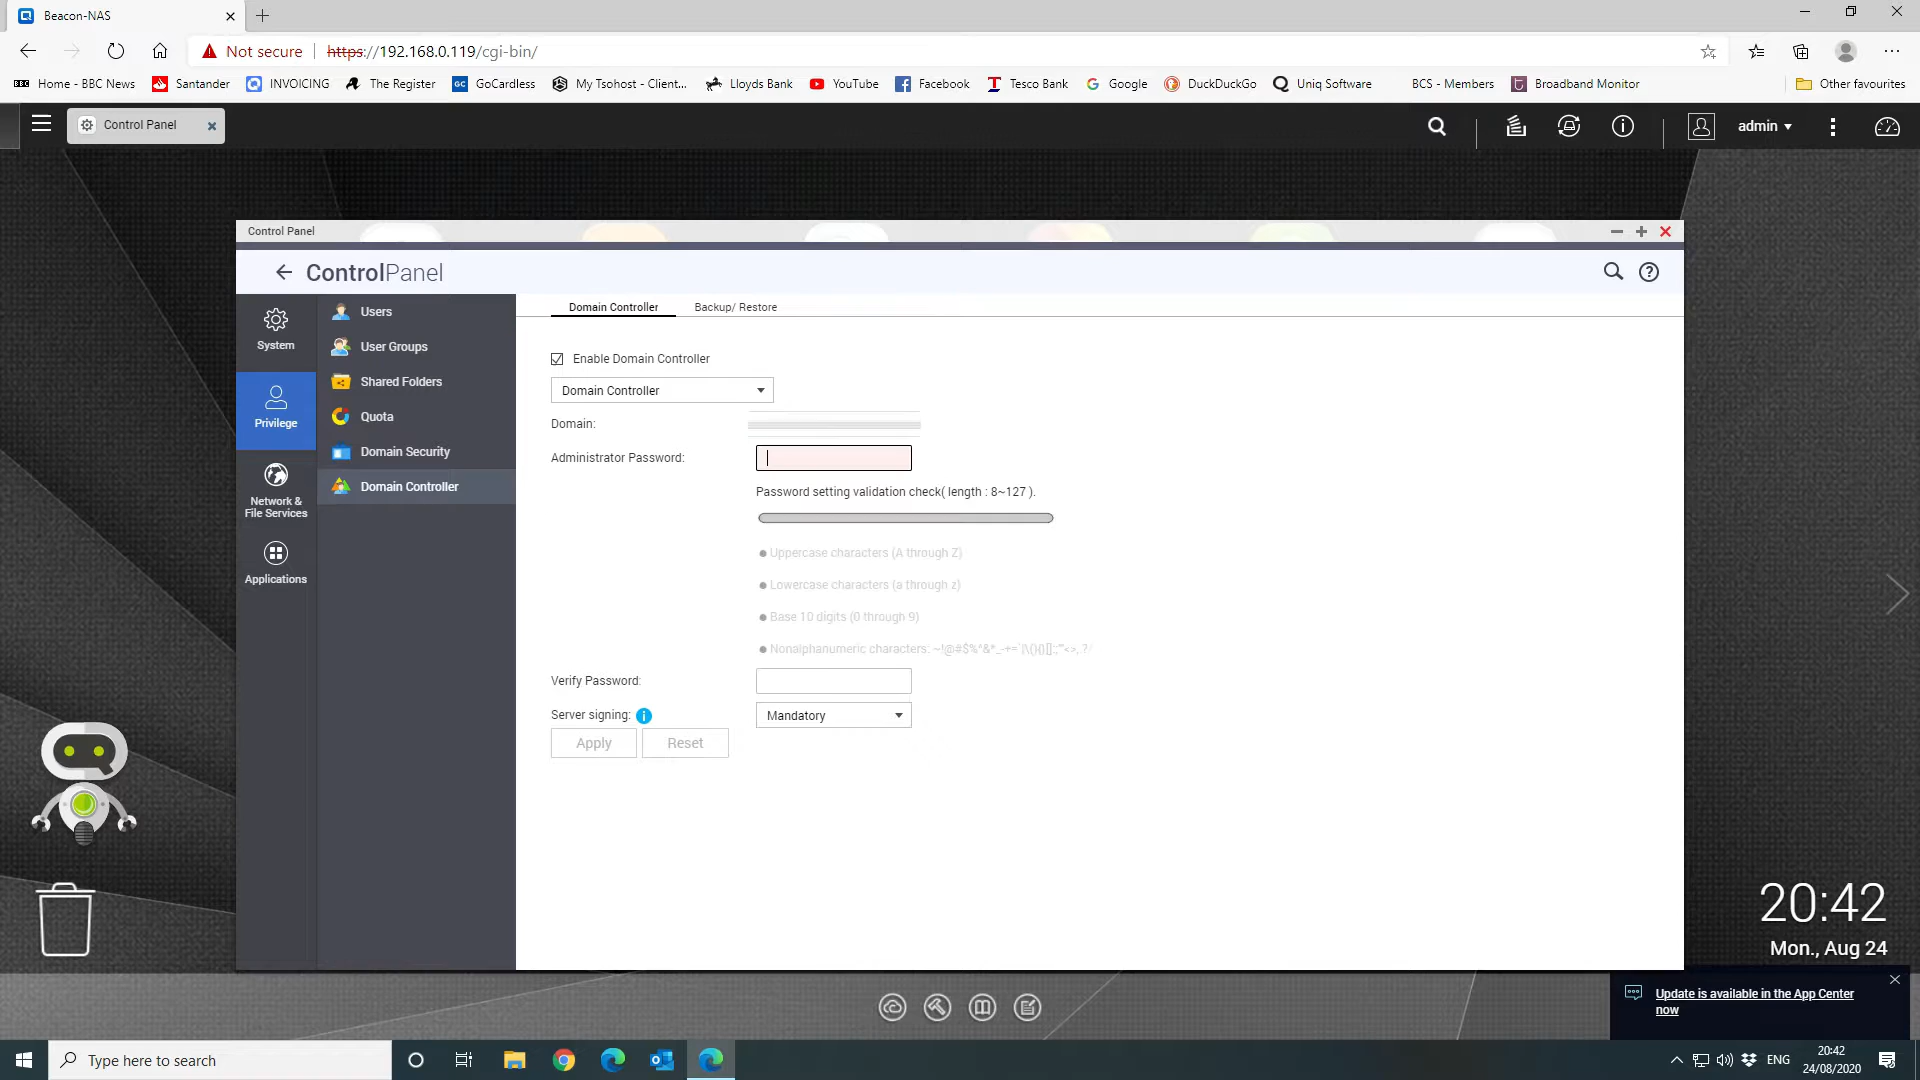 Beacon-NAS
Not secure
https://192.168.0.119/cgi-bin/
Home - BBC News
Santander
INVOICING
The Register
GC
GoCardless
My Tsohost - Client...
Lloyds Bank
YouTube
Facebook
Tesco Bank
Google
DuckDuckGo
Uniq Software
BCS - Members
Broadband Monitor
Other favourites
Control Panel
admin
Control Panel
ControlPanel
System
Privilege
Network &
File Services
Applications
Users
User Groups
Shared Folders
Quota
Domain Security
Domain Controller
Domain Controller
Backup/ Restore
Enable Domain Controller
Domain Controller
Domain:
Administrator Password:
Password setting validation check( length : 8~127 ).
Uppercase characters (A through Z)
Lowercase characters (a through z)
Base 10 digits (0 through 9)
Nonalphanumeric characters:
Verify Password:
Server signing:
Mandatory
Apply
Reset
20:42
Mon., Aug 24
Update is available in the App Center
now
Type here to search
ENG
20:42
24/08/2020